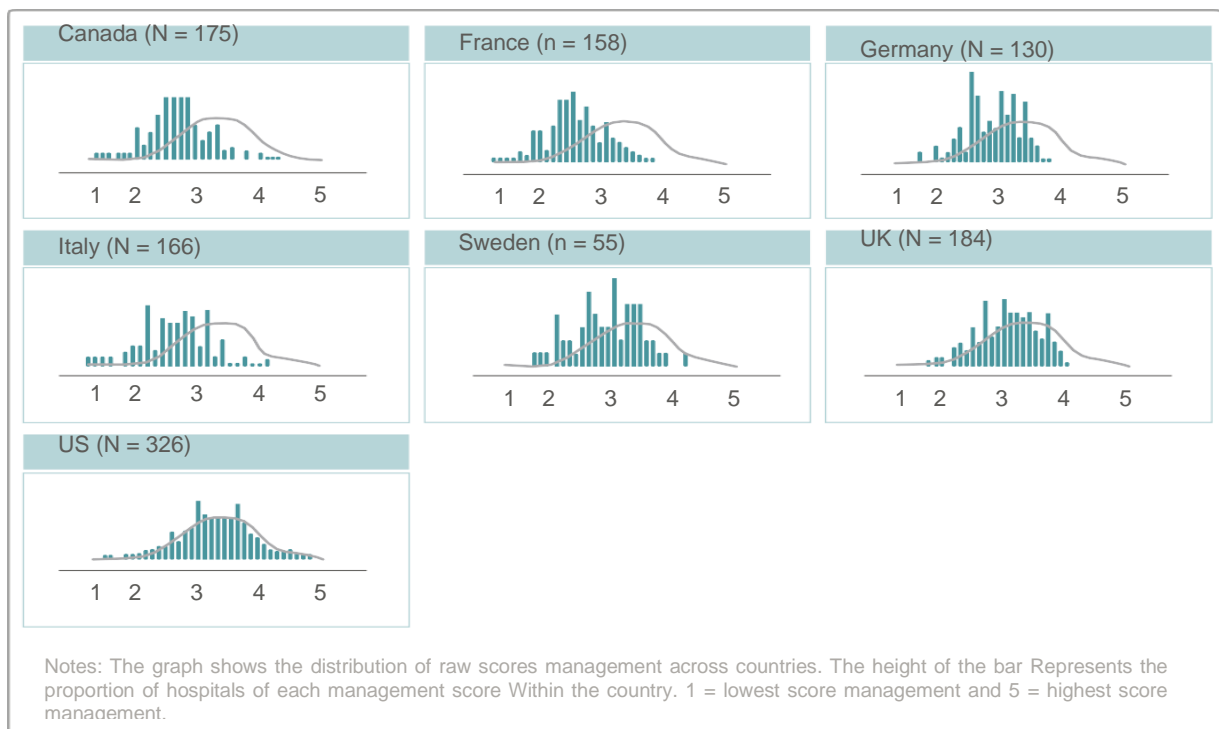 Canada (N = 175)
France (n = 158)
Germany (N = 130)
1 2 3 4 5
1 2 3 4 5
1 2 3 4 5
Italy (N = 166)
Sweden (n = 55)
UK (N = 184)
1 2 3 4 5
1 2 3 4 5
1 2 3 4 5
US (N = 326)
1 2 3 4 5
Notes: The graph shows the distribution of raw scores management across countries. The height of the bar Represents the
proportion of hospitals of each management score Within the country. 1 = lowest score management and 5 = highest score
management.